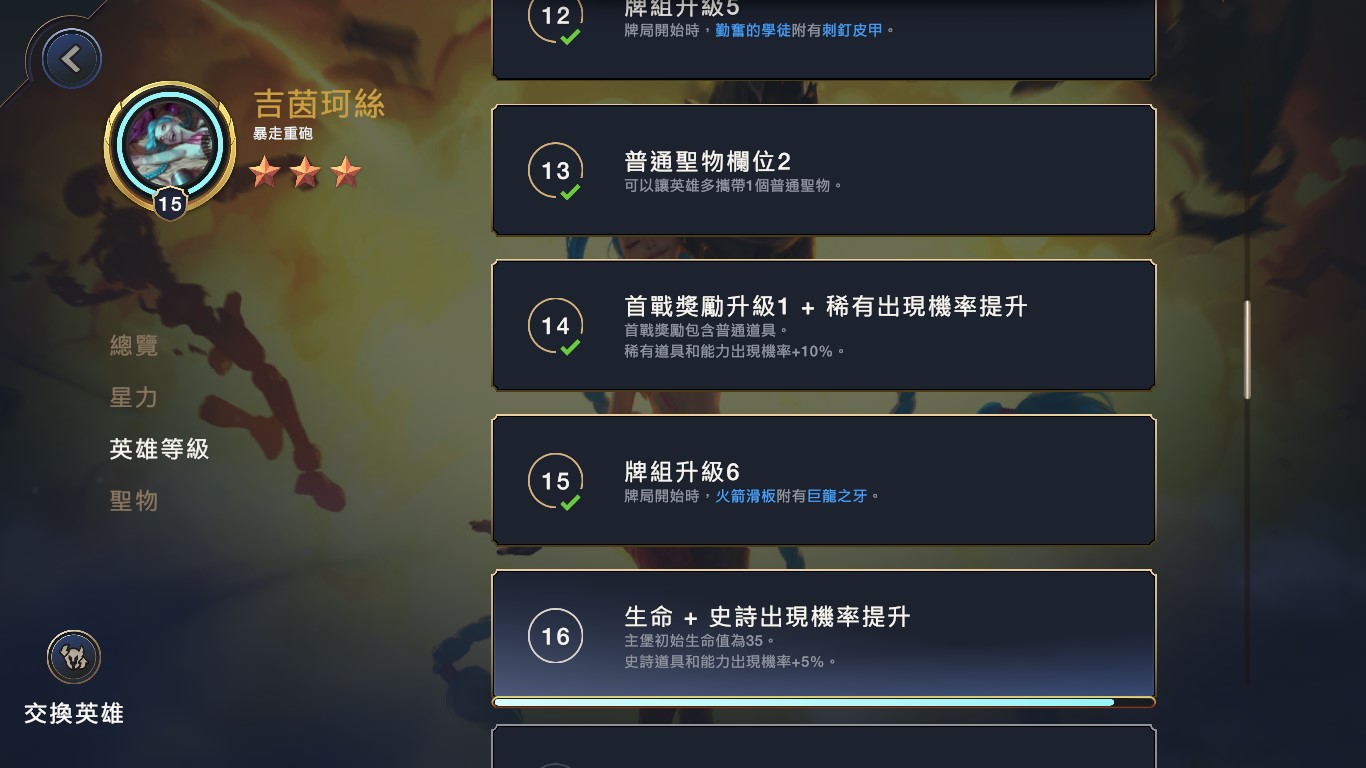 吉茵珂絲
暴走重砲
15
總覽
星力
英雄等級
聖物
交換英雄
12
牌組升級5
牌局開始時，勤奮的學徒附有刺釘皮甲。
13
普通聖物欄位2
可以讓英雄多攜帶1個普通聖物。
14
首戰獎勵升級1 + 稀有出現機率提升
首戰獎勵包含普通道具。
稀有道具和能力出現機率+10%。
15
牌組升級6
牌局開始時，火箭滑板附有巨龍之牙。
16
生命 + 史詩出現機率提升
主堡初始生命值為35。
史詩道具和能力出現機率+5%。